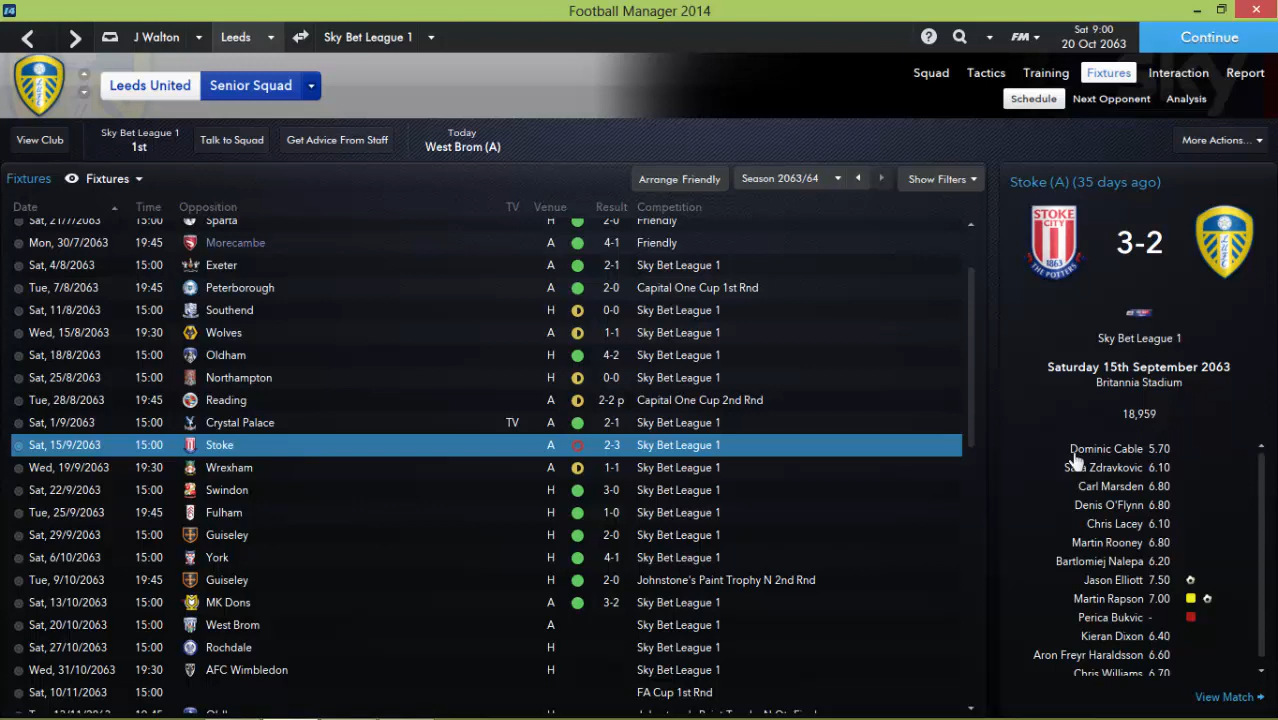 Football Manager 2014
J Walton Leeds Sky Bet League 1 FM Sat 9:00 20 Oct 2063 Continue
Leeds United Senior Squad Squad Tactics Training Fixtures Interaction Report
Schedule Next Opponent Analysis
View Club Sky Bet League 1 1st Talk to Squad Get Advice From Staff Today West Brom (A) More Actions...
Fixtures Fixtures Arrange Friendly Season 2063/64 Show Filters
Date Time Opposition TV Venue Result Competition
Sat, 21/7/2063 15:00 Sparta H 2-0 Friendly
Mon, 30/7/2063 19:45 Morecambe A 4-1 Friendly
Sat, 4/8/2063 15:00 Exeter A 2-1 Sky Bet League 1
Tue, 7/8/2063 19:45 Peterborough A 2-0 Capital One Cup 1st Rnd
Sat, 11/8/2063 15:00 Southend H 0-0 Sky Bet League 1
Wed, 15/8/2063 19:30 Wolves A 1-1 Sky Bet League 1
Sat, 18/8/2063 15:00 Oldham H 4-2 Sky Bet League 1
Sat, 25/8/2063 15:00 Northampton H 0-0 Sky Bet League 1
Tue, 28/8/2063 19:45 Reading A 2-2 p Capital One Cup 2nd Rnd
Sat, 1/9/2063 15:00 Crystal Palace TV A 2-1 Sky Bet League 1
Sat, 15/9/2063 15:00 Stoke A 2-3 Sky Bet League 1
Wed, 19/9/2063 19:30 Wrexham A 1-1 Sky Bet League 1
Sat, 22/9/2063 15:00 Swindon H 3-0 Sky Bet League 1
Tue, 25/9/2063 19:45 Fulham H 1-0 Sky Bet League 1
Sat, 29/9/2063 15:00 Guiseley H 2-0 Sky Bet League 1
Sat, 6/10/2063 15:00 York H 4-1 Sky Bet League 1
Tue, 9/10/2063 19:45 Guiseley H 2-0 Johnstone's Paint Trophy N 2nd Rnd
Sat, 13/10/2063 15:00 MK Dons A 3-2 Sky Bet League 1
Sat, 20/10/2063 15:00 West Brom A Sky Bet League 1
Sat, 27/10/2063 15:00 Rochdale H Sky Bet League 1
Wed, 31/10/2063 19:30 AFC Wimbledon H Sky Bet League 1
Sat, 10/11/2063 15:00 FA Cup 1st Rnd
Stoke (A) (35 days ago)
STOKE CITY 1863 THE POTTERS
3-2
Sky Bet League 1
Saturday 15th September 2063
Britannia Stadium
18,959
Dominic Cable 5.70
Zdravkovic 6.10
Carl Marsden 6.80
Denis O'Flynn 6.80
Chris Lacey 6.10
Martin Rooney 6.80
Bartlomiej Nalepa 6.20
Jason Elliott 7.50
Martin Rapson 7.00
Perica Bukvic -
Kieran Dixon 6.40
Aron Freyr Haraldsson 6.60
Chris Williams 6.70
View Match